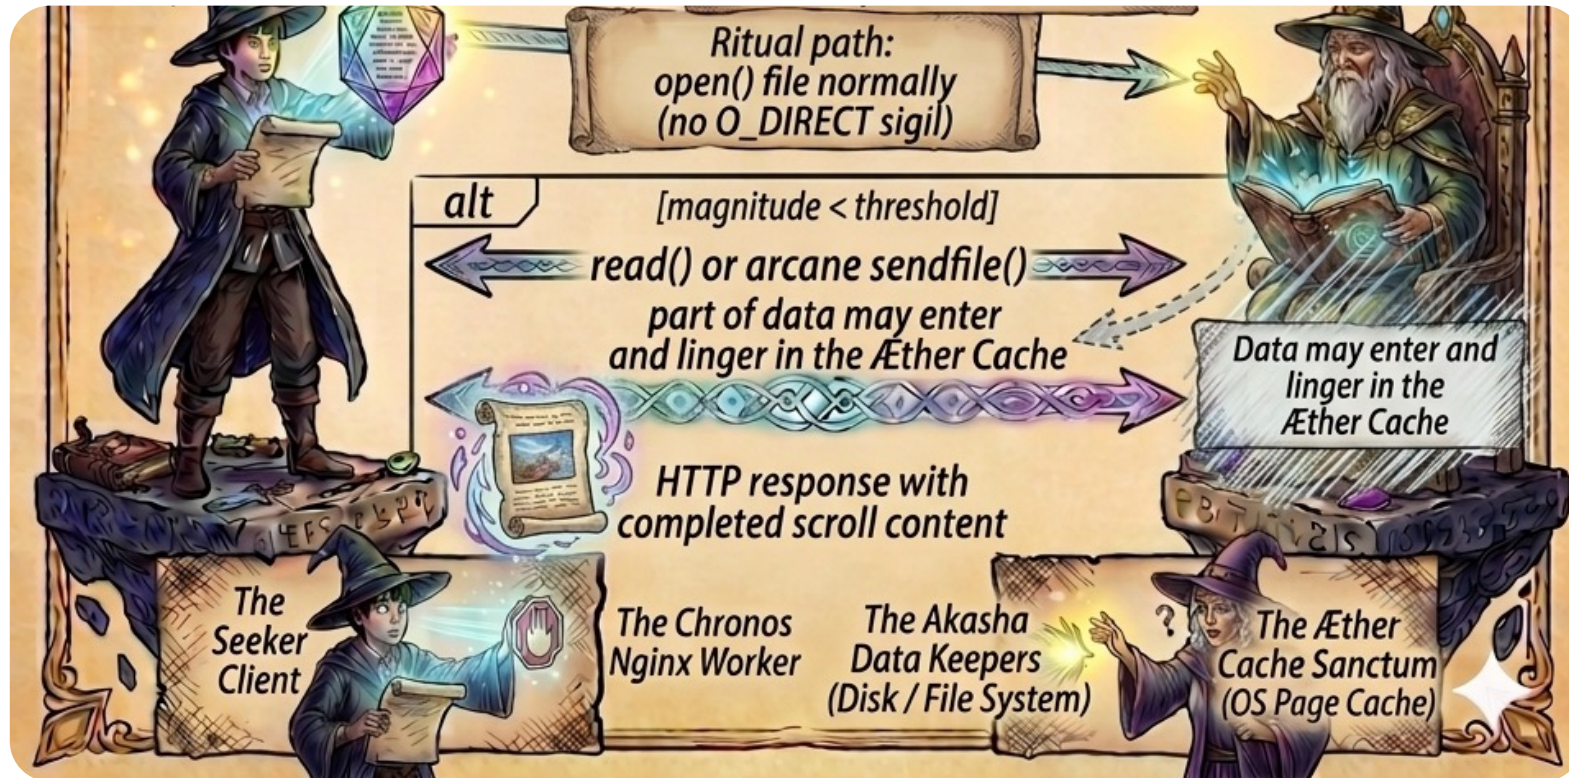 Ritual path:
open() file normally
(no O_DIRECT sigil)
alt
[magnitude < threshold]
read() or arcane sendfile()
part of data may enter
and linger in the Æther Cache
Data may enter and
linger in the
Æther Cache
HTTP response with
completed scroll content
The
Seeker
Client
The Chronos
Nginx Worker
The Akasha
Data Keepers
(Disk / File System)
?
The Æther
Cache Sanctum
(OS Page Cache)